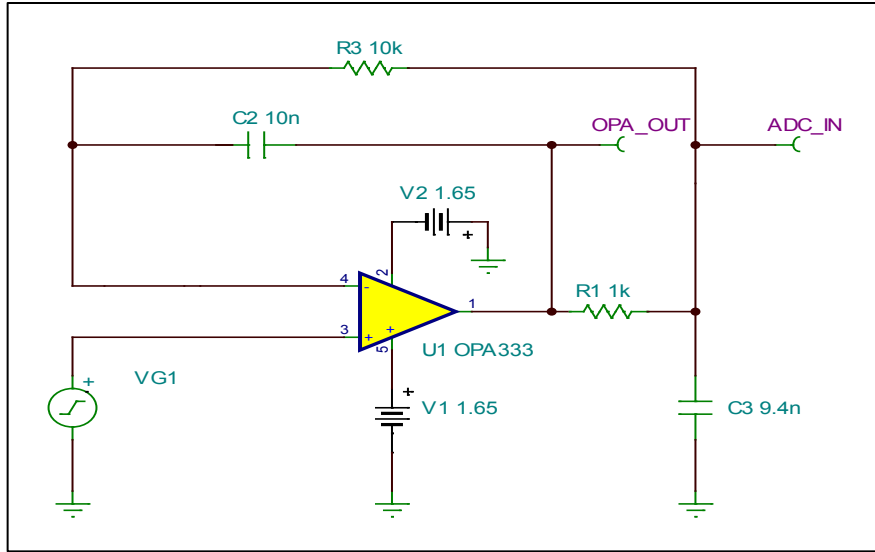 R3 10k
C2 10n
OPA_OUT
ADC_IN
V2 1.65
+
4
2
-
R1 1k
1
3
+
+
5
U1 OPA333
+
VG1
+
V1 1.65
C3 9.4n